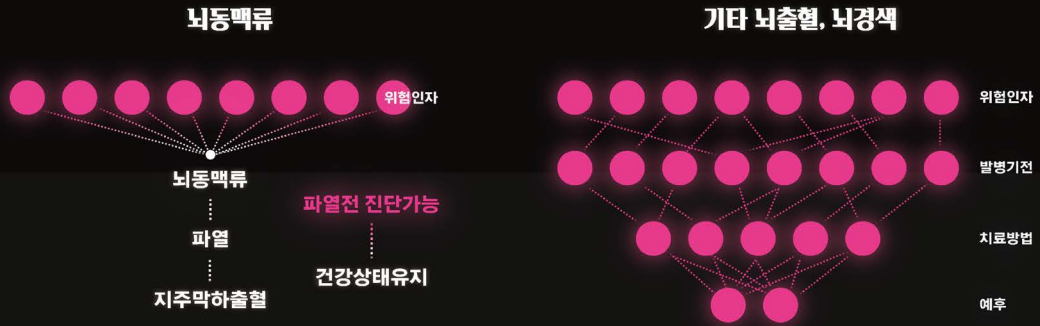 뇌동맥류
위험인자
뇌동맥류
파열
지주막하출혈
파열전 진단가능
건강상태유지
기타 뇌출혈, 뇌경색
위험인자
발병기전
치료방법
예후